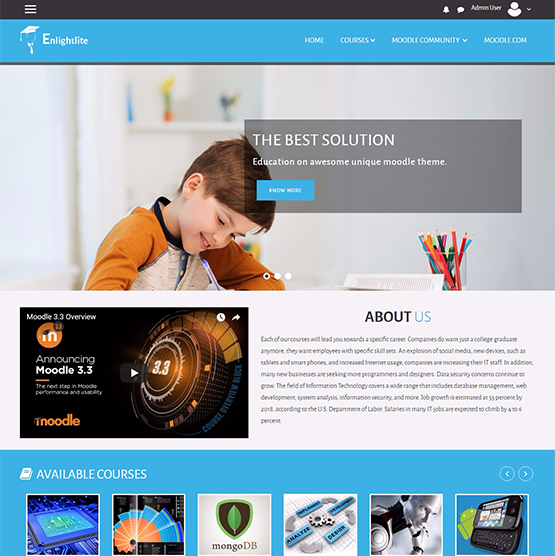 Admin User
Enlightlite
HOME COURSES MOODLE COMMUNITY MOODLE.COM
THE BEST SOLUTION
Education on awesome unique moodle theme.
KNOW MORE
Moodle 3.3 Overview
3.3
m
Announcing
Moodle 3.3
The next step in Moodle
performance and usability
moodle
3.3
COURSE OVERVIEW BLOCK
ABOUT US
Each of our courses will lead you towards a specific career. Companies do want just a college graduate
anymore, they want employees with specific skill sets. An explosion of social media, new devices, such as
tablets and smart phones, and increased Internet usage, companies are increasing their IT staff. In addition,
many new businesses are seeking more programmers and designers. Data security concerns continue to
grow. The field of Information Technology covers a wide range that includes database management, web
development, system analysis, information security, and more. Job growth is estimated at 53 percent by
2018, according to the U.S. Department of Labor. Salaries in many IT jobs are expected to climb by 4 to 6
percent.
AVAILABLE COURSES
mongoDB
IMPLEMENT
ANALYZE
DESIGN